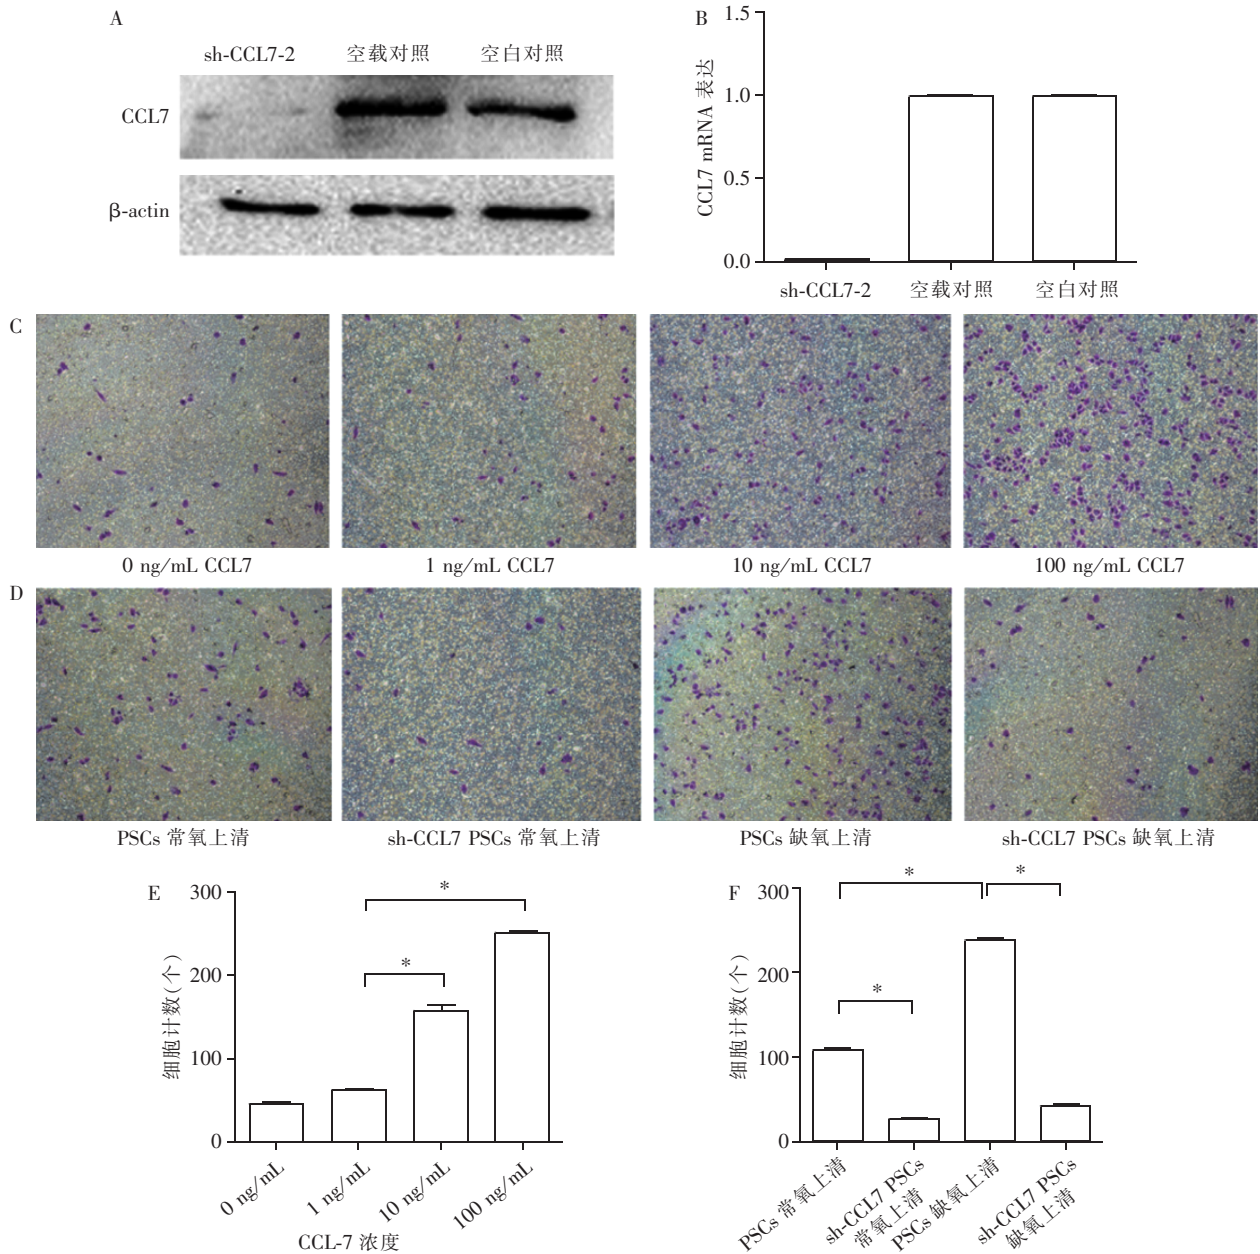 A
sh-CCL7-2 空载对照 空白对照
CCL7
β-actin
B
CCL7 mRNA 表达
1.5
1.0
0.5
0.0
sh-CCL7-2 空载对照 空白对照
C
0 ng/mL CCL7 1 ng/mL CCL7 10 ng/mL CCL7 100 ng/mL CCL7
D
PSCs 常氧上清 sh-CCL7 PSCs 常氧上清 PSCs 缺氧上清 sh-CCL7 PSCs 缺氧上清
E
细胞计数(个)
300
200
100
0
*
*
0 ng/mL 1 ng/mL 10 ng/mL 100 ng/mL
CCL-7 浓度
F
细胞计数(个)
300
200
100
0
* *
*
PSCs 常氧上清
sh-CCL7 PSCs
常氧上清
PSCs 缺氧上清
sh-CCL7 PSCs
缺氧上清